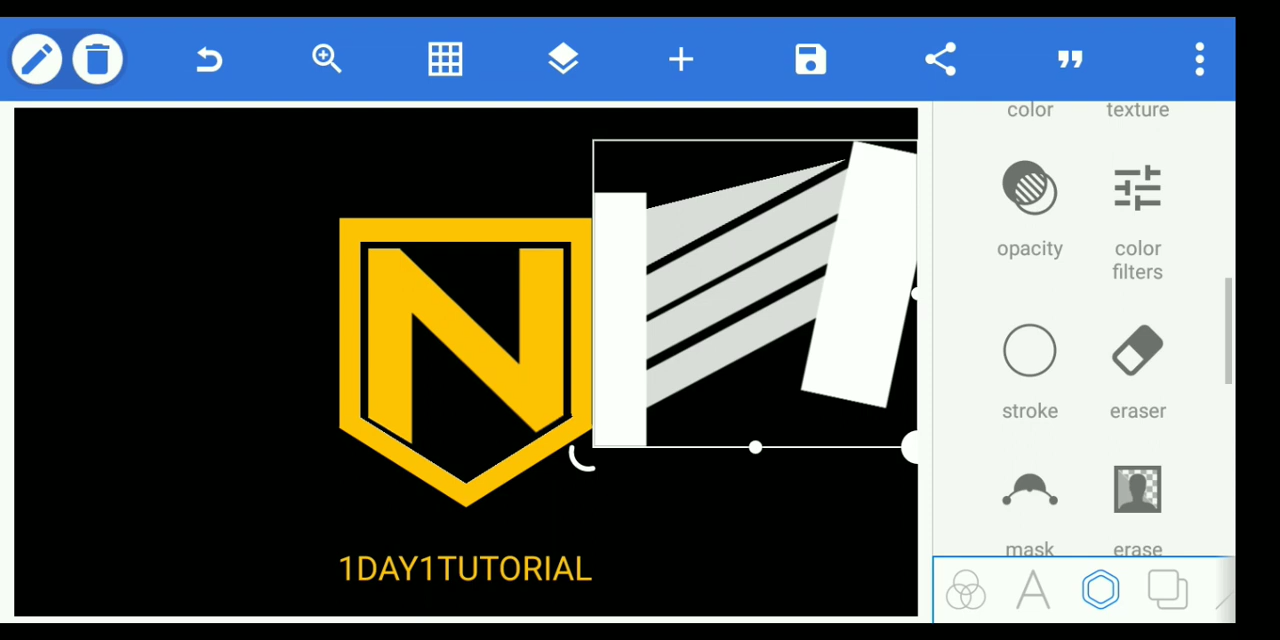 color texture
opacity color filters
stroke eraser
mask erase
N
1DAY1TUTORIAL
A